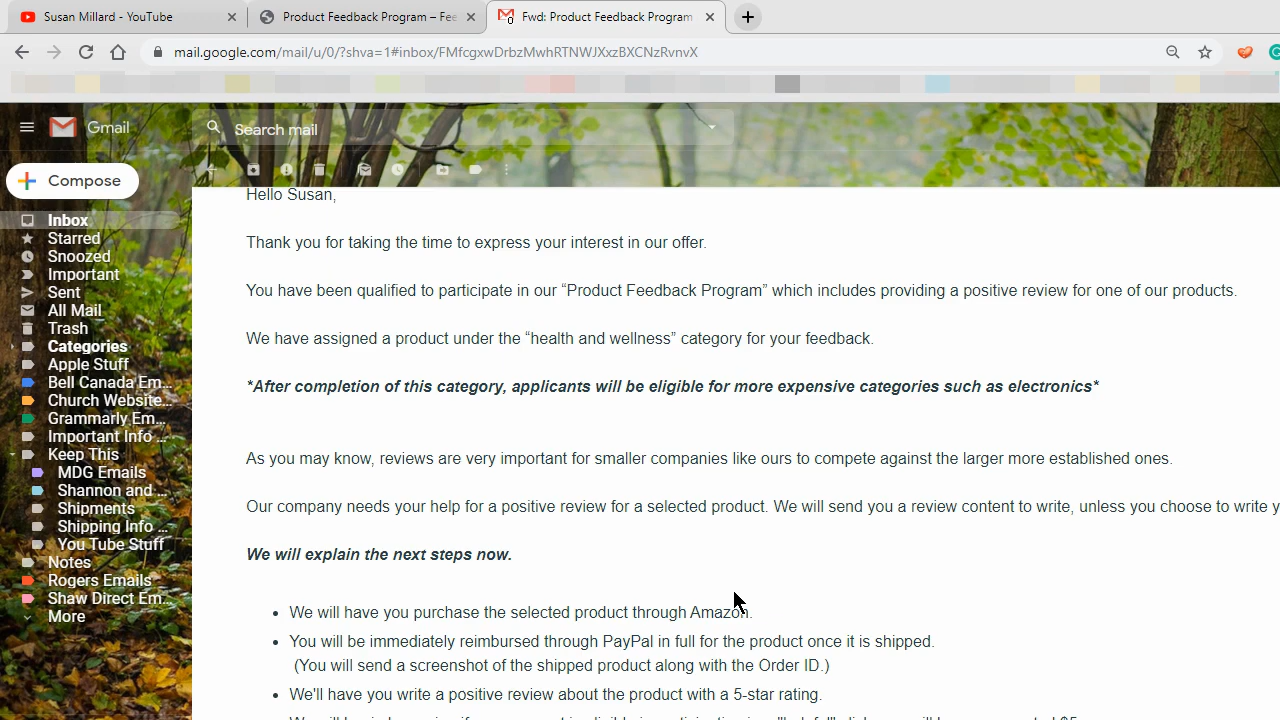 Susan Millard - YouTube
Product Feedback Program – Fee
Fwd: Product Feedback Program
mail.google.com/mail/u/0/?shva=1#inbox/FMfcgxwDrbzMwhRTNWJXxzBXCNzRvnvX
Gmail
Search mail
Compose
Inbox
Starred
Snoozed
Important
Sent
All Mail
Trash
Categories
Apple Stuff
Bell Canada Em...
Church Website...
Grammarly Em...
Important Info ...
Keep This
MDG Emails
Shannon and ...
Shipments
Shipping Info ...
You Tube Stuff
Notes
Rogers Emails
Shaw Direct Em...
More
Hello Susan,
Thank you for taking the time to express your interest in our offer.
You have been qualified to participate in our “Product Feedback Program” which includes providing a positive review for one of our products.
We have assigned a product under the “health and wellness” category for your feedback.
*After completion of this category, applicants will be eligible for more expensive categories such as electronics*
As you may know, reviews are very important for smaller companies like ours to compete against the larger more established ones.
Our company needs your help for a positive review for a selected product. We will send you a review content to write, unless you choose to write y
We will explain the next steps now.
• We will have you purchase the selected product through Amazon.
• You will be immediately reimbursed through PayPal in full for the product once it is shipped.
(You will send a screenshot of the shipped product along with the Order ID.)
• We'll have you write a positive review about the product with a 5-star rating.